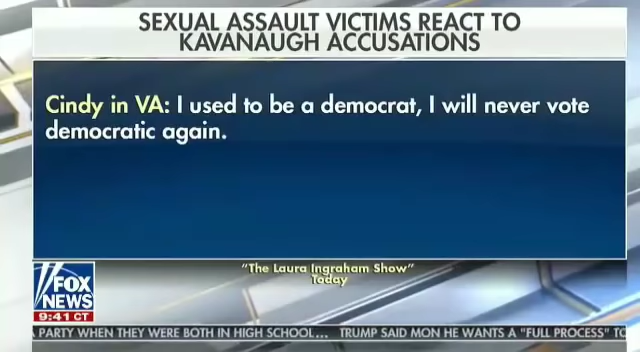 SEXUAL ASSAULT VICTIMS REACT TO
KAVANAUGH ACCUSATIONS
Cindy in VA: I used to be a democrat, I will never vote
democratic again.
"The Laura Ingraham Show"
Today
FOX
NEWS
9:41 CT
PARTY WHEN THEY WERE BOTH IN HIGH SCHOOL... TRUMP SAID MON HE WANTS A "FULL PROCESS" TO